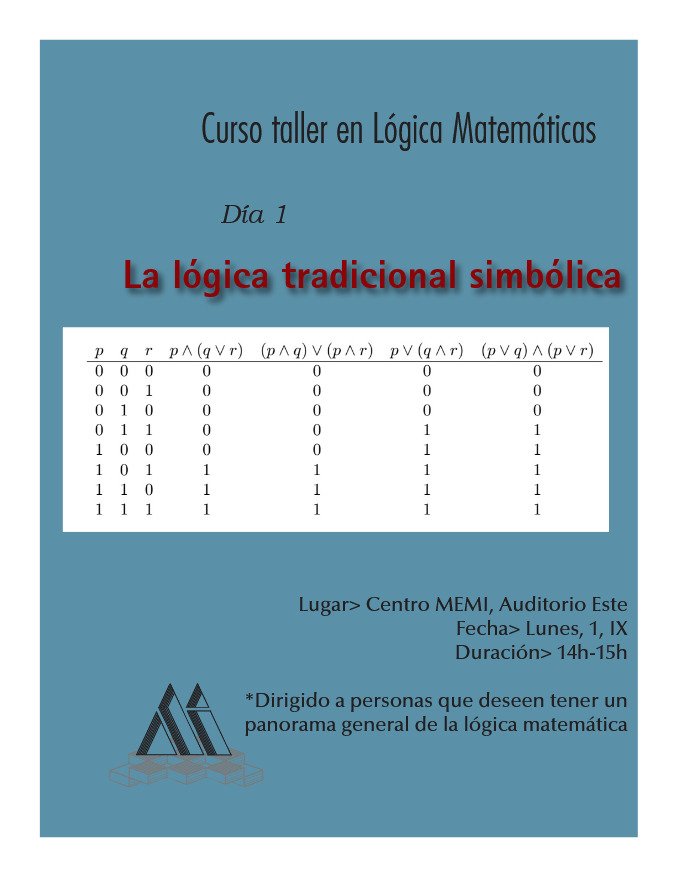 Curso taller en Lógica Matemáticas
Día 1
La lógica tradicional simbólica
p q r p ∧ (q ∨ r) (p ∧ q) ∨ (p ∧ r) p ∨ (q ∧ r) (p ∨ q) ∧ (p ∨ r)
0 0 0 0 0 0 0
0 0 1 0 0 0 0
0 1 0 0 0 0 0
0 1 1 0 0 1 1
1 0 0 0 0 1 1
1 0 1 1 1 1 1
1 1 0 1 1 1 1
1 1 1 1 1 1 1
Lugar> Centro MEMI, Auditorio Este
Fecha> Lunes, 1, IX
Duración> 14h-15h
*Dirigido a personas que deseen tener un
panorama general de la lógica matemática